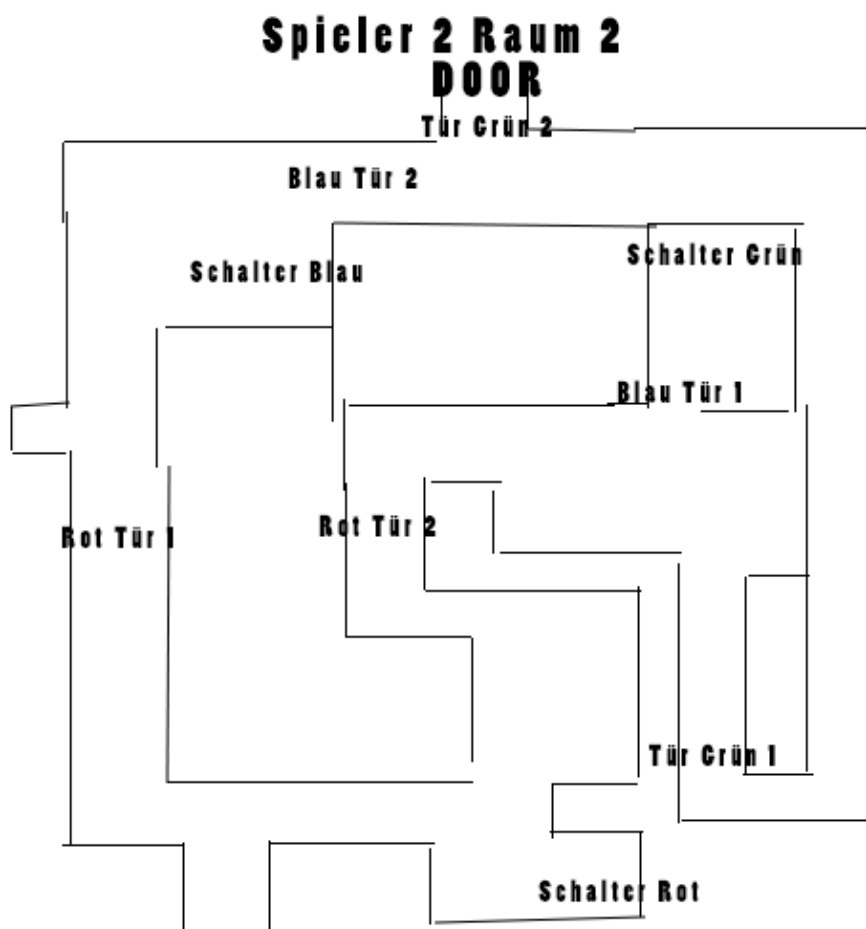 Spieler 2 Raum 2
DOOR
Tür Grün 2
Blau Tür 2
Schalter Grün
Schalter Blau
Blau Tür 1
Rot Tür 1
Rot Tür 2
Tür Grün 1
Schalter Rot